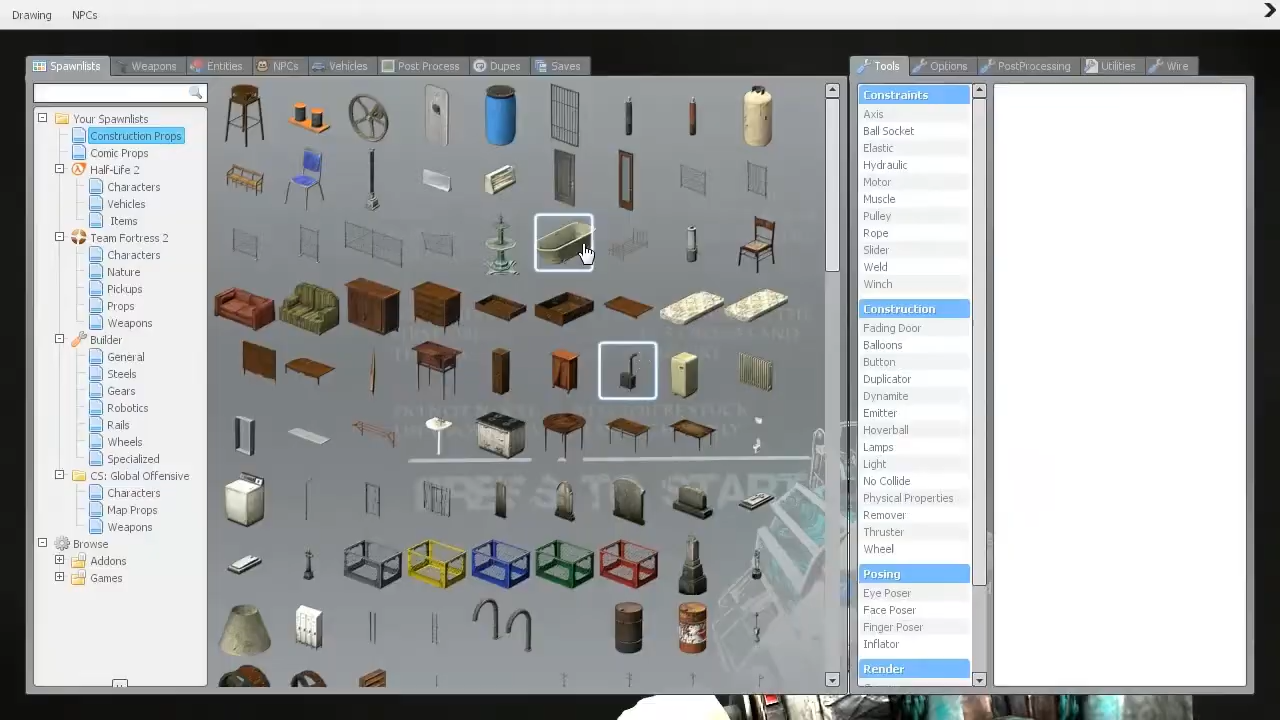 Drawing NPCs
Spawnlists Weapons Entities NPCs Vehicles Post Process Dupes Saves
Tools Options PostProcessing Utilities Wire
Your Spawnlists
Construction Props
Comic Props
Half-Life 2
Characters
Vehicles
Items
Team Fortress 2
Characters
Nature
Pickups
Props
Weapons
Builder
General
Steels
Gears
Robotics
Rails
Wheels
Specialized
CS: Global Offensive
Characters
Map Props
Weapons
Browse
Addons
Games
Constraints
Axis
Ball Socket
Elastic
Hydraulic
Motor
Muscle
Pulley
Rope
Slider
Weld
Winch
Construction
Fading Door
Balloons
Button
Duplicator
Dynamite
Emitter
Hoverball
Lamps
Light
No Collide
Physical Properties
Remover
Thruster
Wheel
Posing
Eye Poser
Face Poser
Finger Poser
Inflator
Render